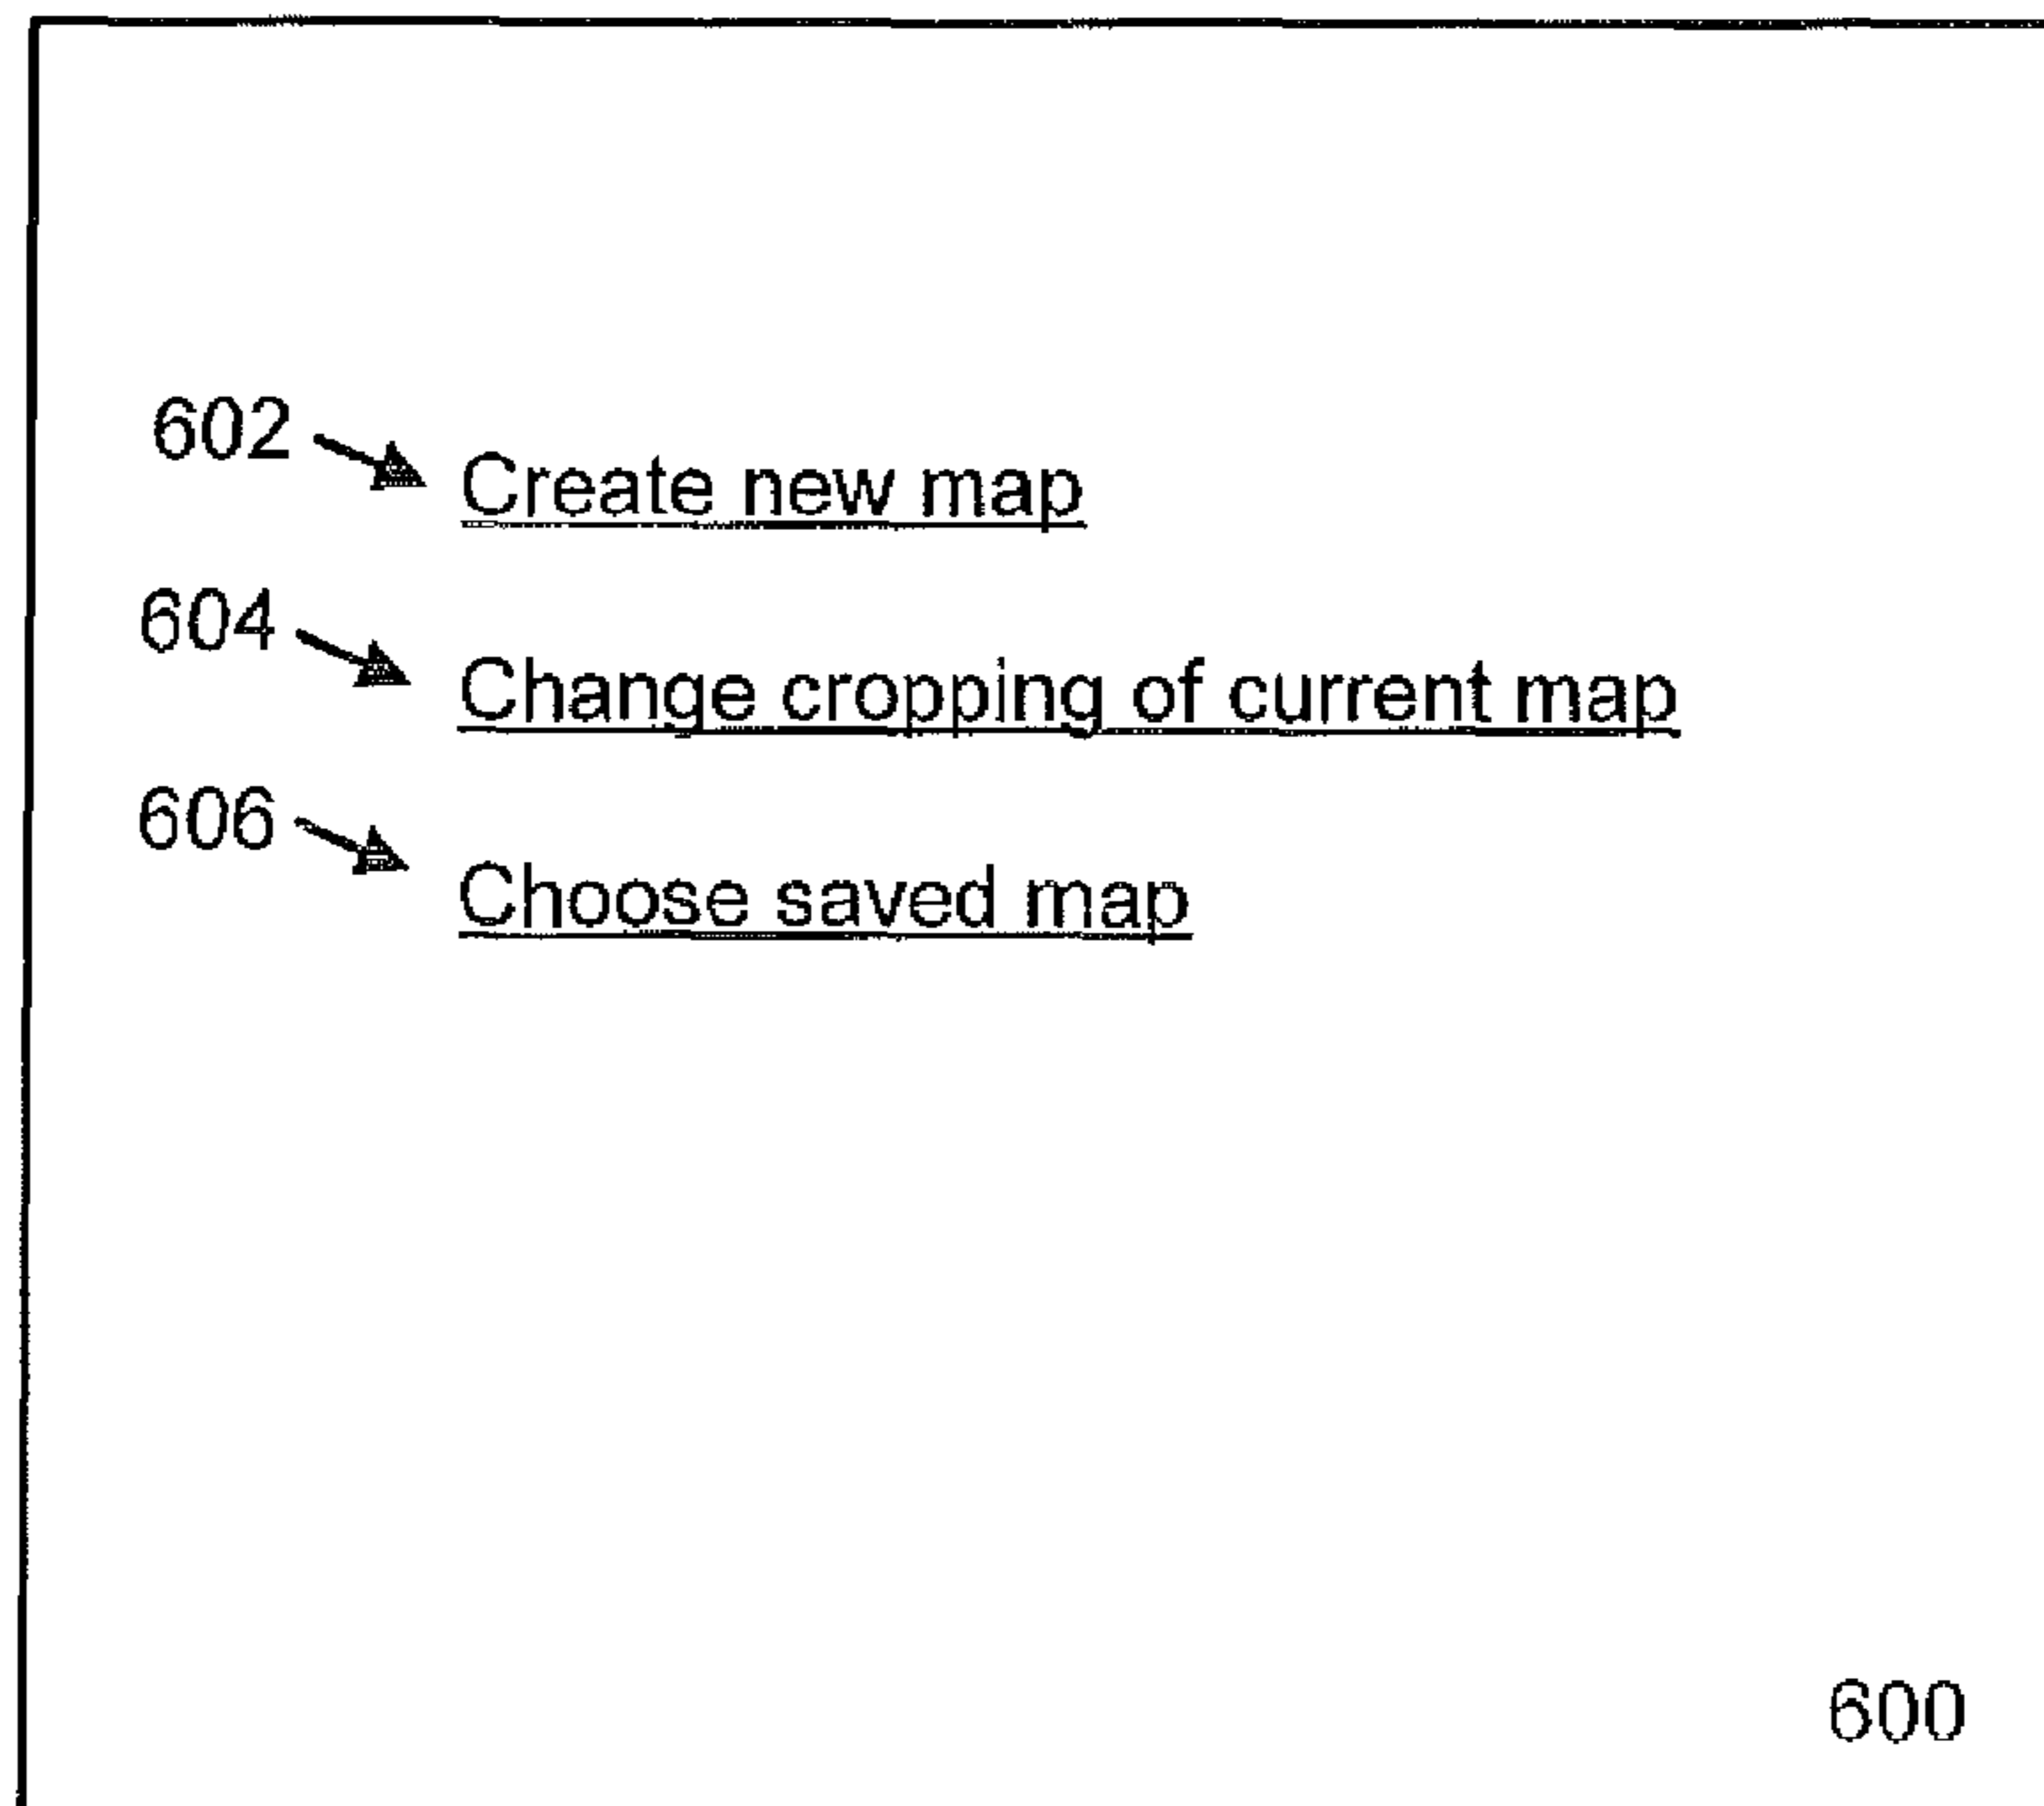 602
Create new map
604
Change cropping of current map
606
Choose saved map
600